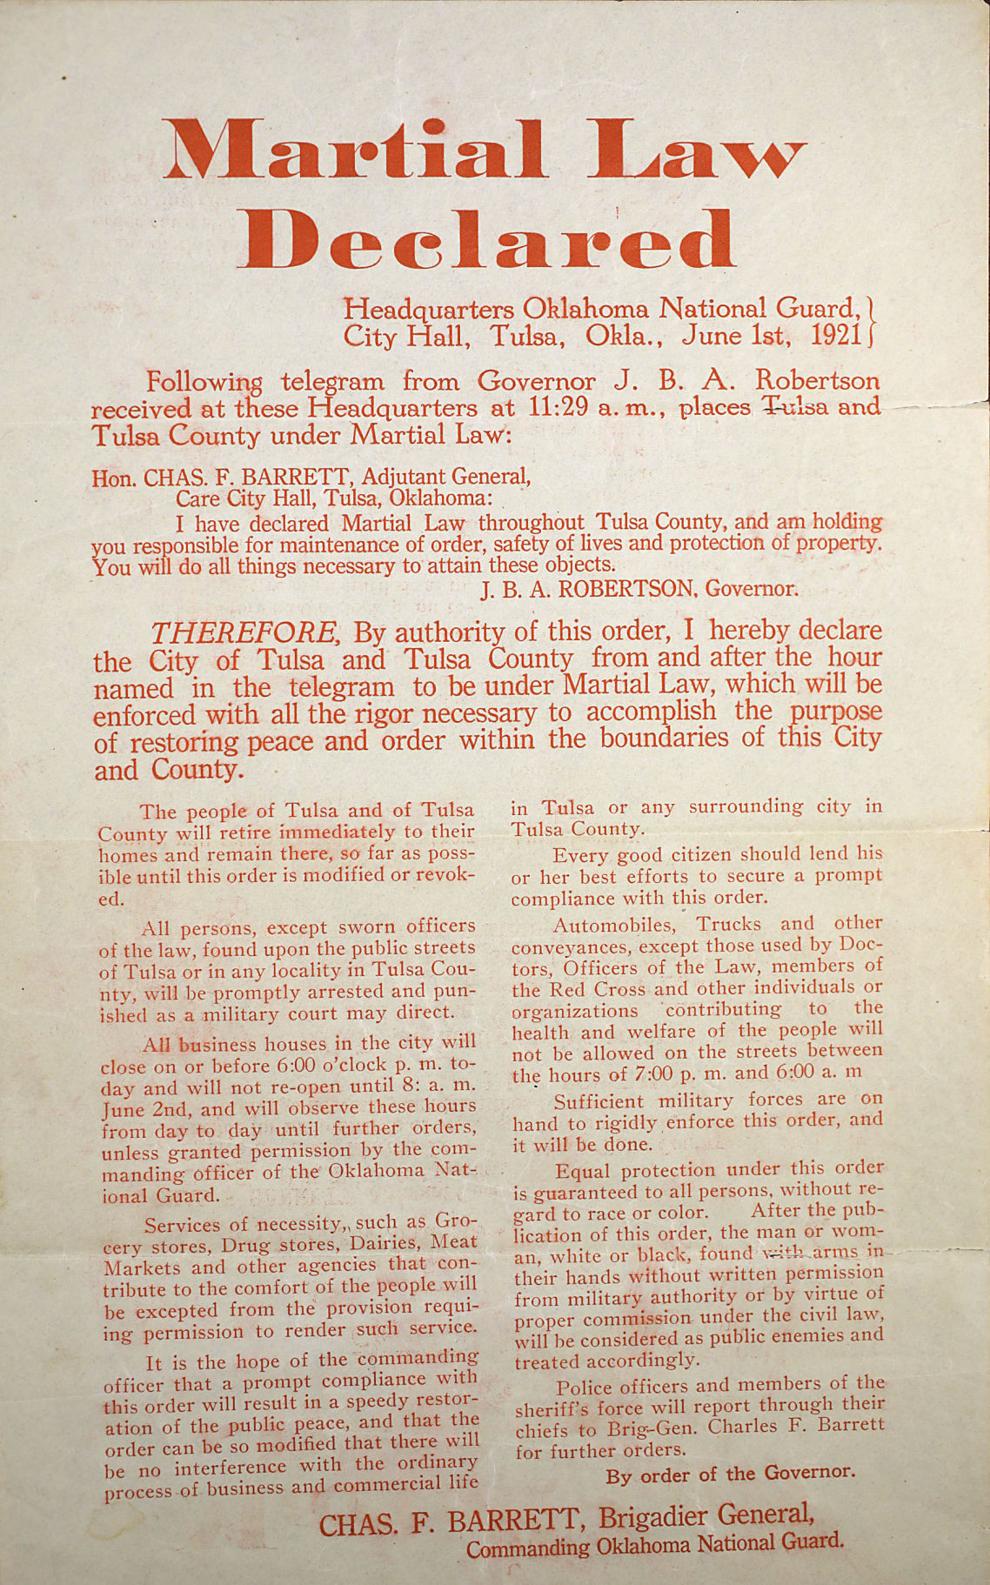 Martial Law
Declared
Headquarters Oklahoma National Guard,
City Hall, Tulsa, Okla., June 1st, 1921
Following telegram from Governor J. B. A. Robertson
received at these Headquarters at 11:29 a. m., places Tulsa and
Tulsa County under Martial Law:
Hon. CHAS. F. BARRETT, Adjutant General,
Care City Hall, Tulsa, Oklahoma:
I have declared Martial Law throughout Tulsa County, and am holding
you responsible for maintenance of order, safety of lives and protection of property.
You will do all things necessary to attain these objects.
J. B. A. ROBERTSON, Governor.
THEREFORE, By authority of this order, I hereby declare
the City of Tulsa and Tulsa County from and after the hour
named in the telegram to be under Martial Law, which will be
enforced with all the rigor necessary to accomplish the purpose
of restoring peace and order within the boundaries of this City
and County.
The people of Tulsa and of Tulsa
County will retire immediately to their
homes and remain there, so far as poss-
ible until this order is modified or revok-
ed.
All persons, except sworn officers
of the law, found upon the public streets
of Tulsa or in any locality in Tulsa Cou-
nty, will be promptly arrested and pun-
ished as a military court may direct.
All business houses in the city will
close on or before 6:00 o'clock p. m. to-
day and will not re-open until 8: a. m.
June 2nd, and will observe these hours
from day to day until further orders,
unless granted permission by the com-
manding officer of the Oklahoma Nat-
ional Guard.
Services of necessity, such as Gro-
cery stores, Drug stores, Dairies, Meat
Markets and other agencies that con-
tribute to the comfort of the people will
be excepted from the provision requi-
ing permission to render such service.
It is the hope of the commanding
officer that a prompt compliance with
this order will result in a speedy restor-
ation of the public peace, and that the
order can be so modified that there will
be no interference with the ordinary
process of business and commercial life
in Tulsa or any surrounding city in
Tulsa County.
Every good citizen should lend his
or her best efforts to secure a prompt
compliance with this order.
Automobiles, Trucks and other
conveyances, except those used by Doc-
tors, Officers of the Law, members of
the Red Cross and other individuals or
organizations contributing to the
health and welfare of the people will
not be allowed on the streets between
the hours of 7:00 p. m. and 6:00 a. m
Sufficient military forces are on
hand to rigidly enforce this order, and
it will be done.
Equal protection under this order
is guaranteed to all persons, without re-
gard to race or color. After the pub-
lication of this order, the man or wom-
an, white or black, found with arms in
their hands without written permission
from military authority or by virtue of
proper commission under the civil law,
will be considered as public enemies and
treated accordingly.
Police officers and members of the
sheriff's force will report through their
chiefs to Brig-Gen. Charles F. Barrett
for further orders.
By order of the Governor.
CHAS. F. BARRETT, Brigadier General,
Commanding Oklahoma National Guard.